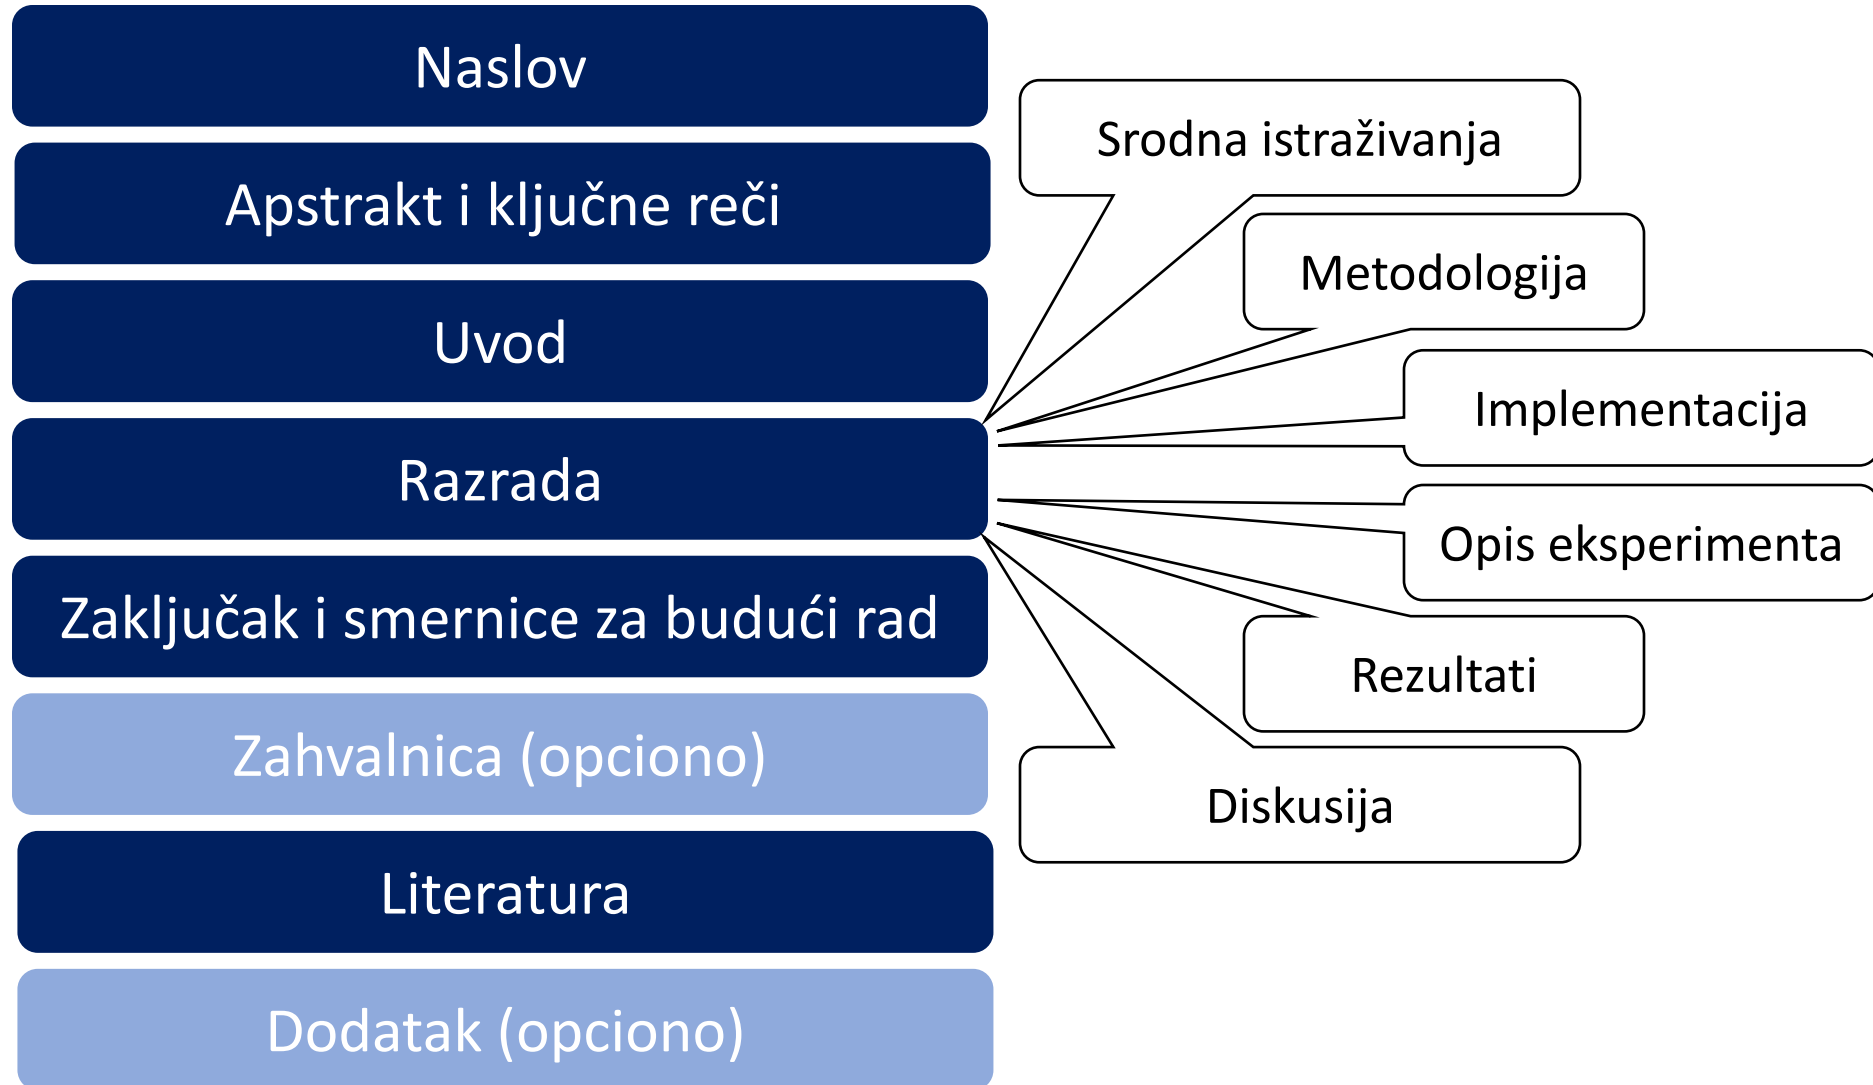 Naslov
Apstrakt i ključne reči
Uvod
Razrada
Zaključak i smernice za budući rad
Zahvalnica (opciono)
Literatura
Dodatak (opciono)
Srodna istraživanja
Metodologija
Implementacija
Opis eksperimenta
Rezultati
Diskusija